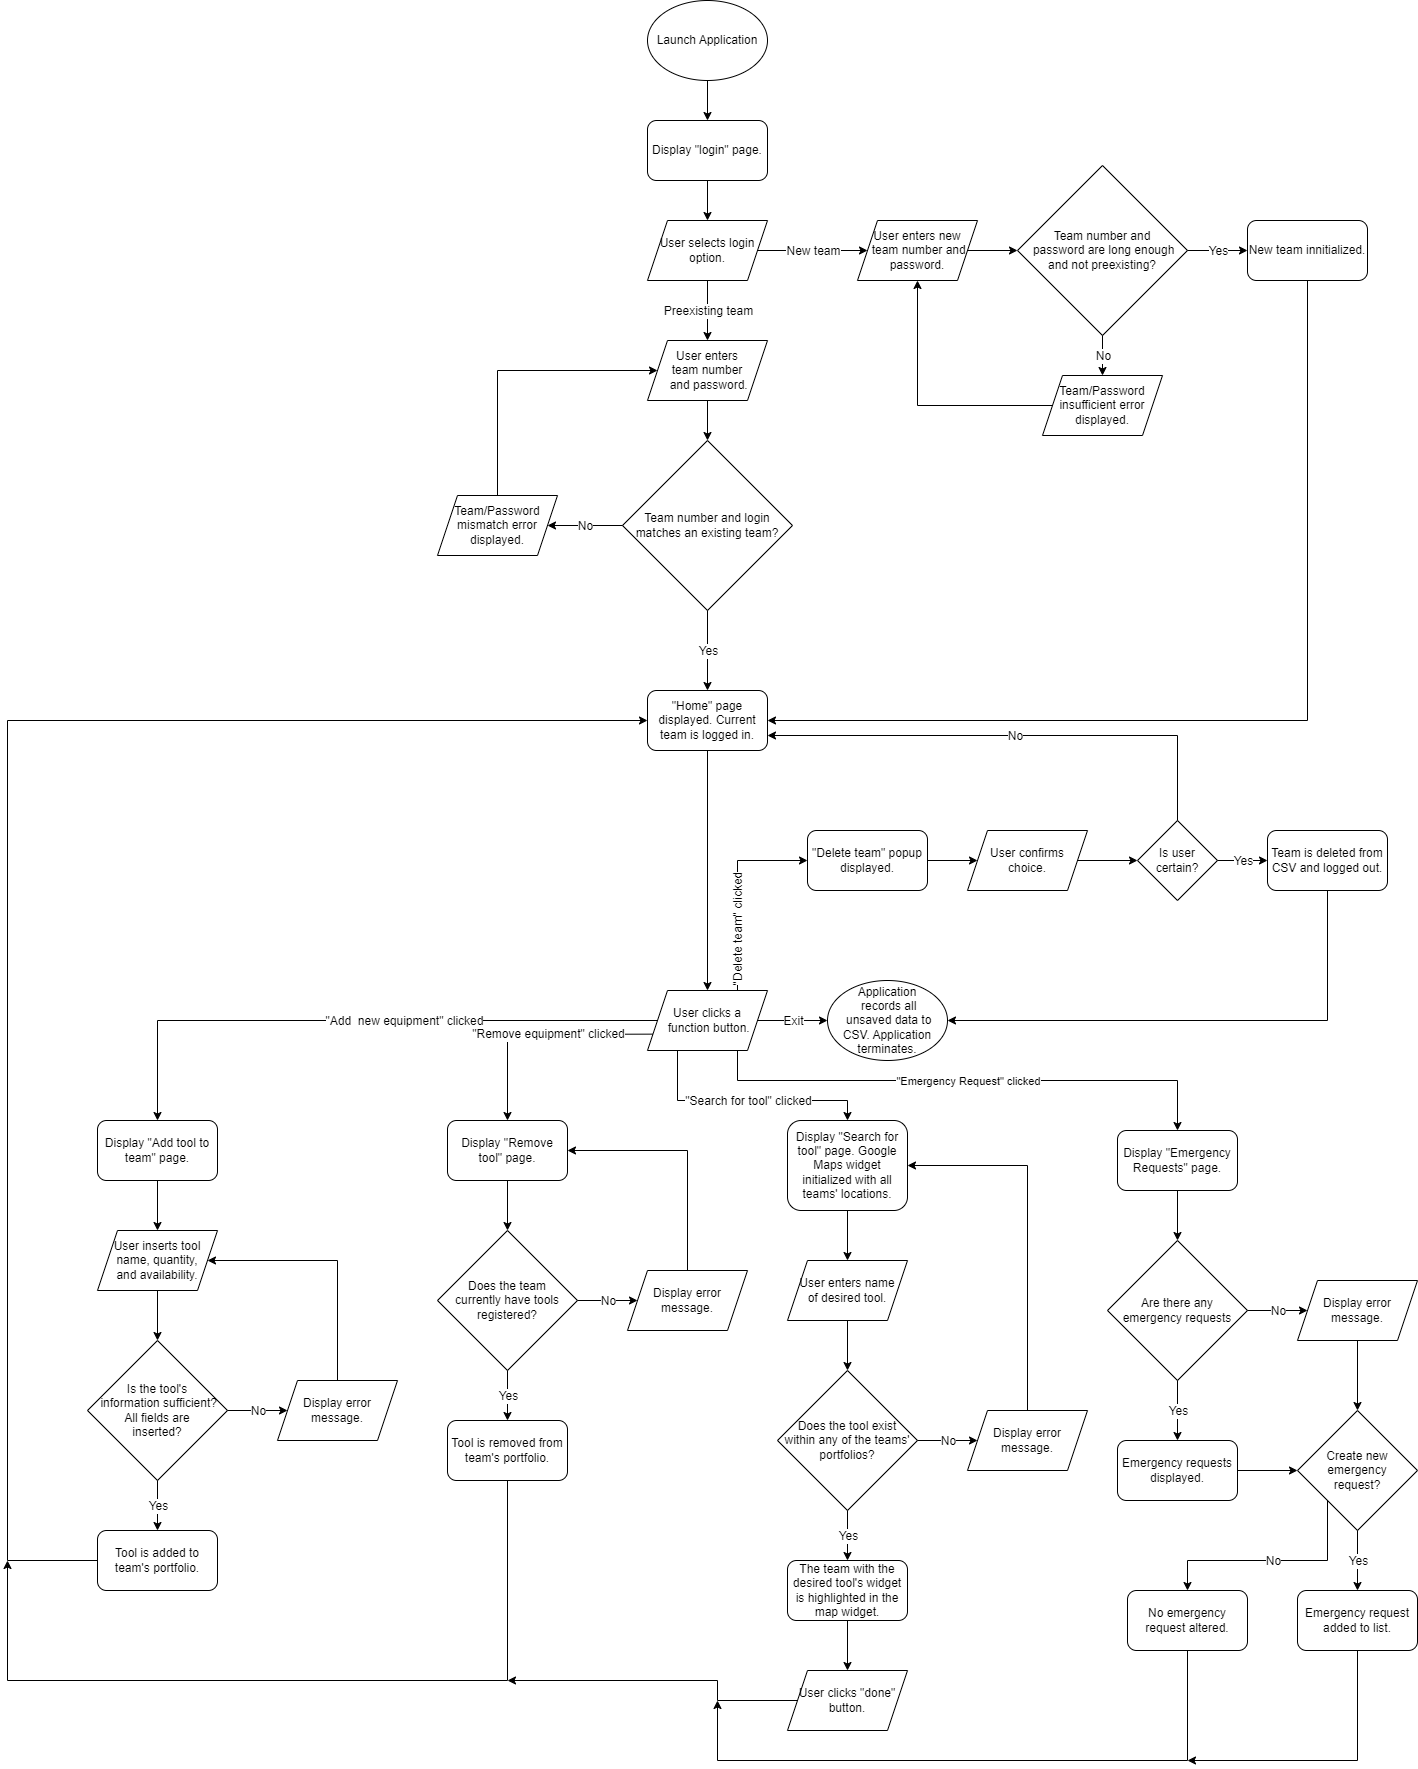 Launch Application
Display "login" page.
User selects login
option.
New team
User enters new
team number and
password.
Team number and
password are long enough
and not preexisting?
Yes
New team innitialized.
Preexisting team
No
User enters
team number
and password.
Team/Password
insufficient error
displayed.
Team/Password
mismatch error
displayed.
No
Team number and login
matches an existing team?
Yes
"Home" page
displayed. Current
team is logged in.
No
"Delete team" clicked
"Delete team" popup
displayed.
User confirms
choice.
Is user
certain?
Yes
Team is deleted from
CSV and logged out.
User clicks a
function button.
Exit
Application
records all
unsaved data to
CSV. Application
terminates.
"Add  new equipment" clicked
"Remove equipment" clicked
"Search for tool" clicked
"Emergency Request" clicked
Display "Add tool to
team" page.
Display "Remove
tool" page.
Display "Search for
tool" page. Google
Maps widget
initialized with all
teams' locations.
Display "Emergency
Requests" page.
User inserts tool
name, quantity,
and availability.
Does the team
currently have tools
registered?
No
Display error
message.
User enters name
of desired tool.
Are there any
emergency requests
No
Display error
message.
Is the tool's
information sufficient?
All fields are
inserted?
No
Display error
message.
Yes
Tool is removed from
team's portfolio.
Does the tool exist
within any of the teams'
portfolios?
No
Display error
message.
Yes
Emergency requests
displayed.
Create new
emergency
request?
Yes
Tool is added to
team's portfolio.
Yes
The team with the
desired tool's widget
is highlighted in the
map widget.
No
Yes
No emergency
request altered.
Emergency request
added to list.
User clicks "done"
button.